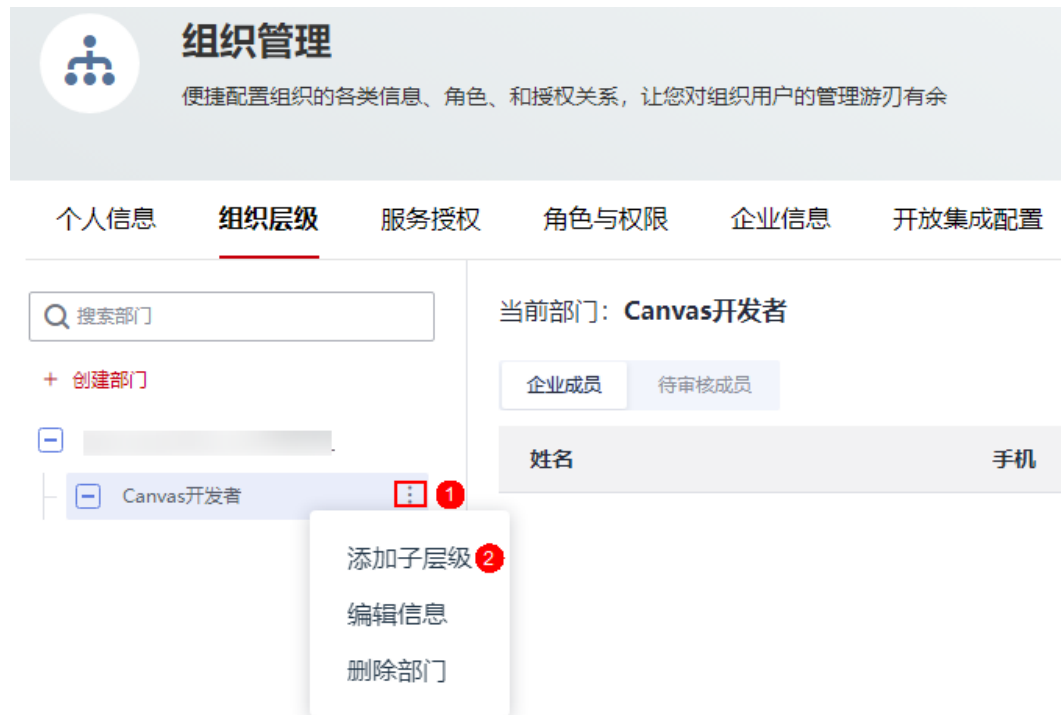 组织管理
便捷配置组织的各类信息、角色、和授权关系，让您对组织用户的管理游刃有余
个人信息 组织层级 服务授权 角色与权限 企业信息 开放集成配置
搜索部门
当前部门：Canvas开发者
+ 创建部门
企业成员 待审核成员
姓名 手机
Canvas开发者 1
添加子层级 2
编辑信息
删除部门